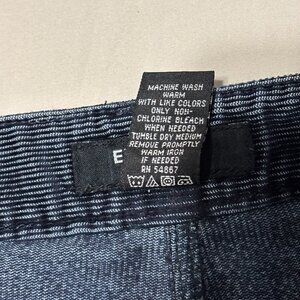 MACHINE WASH
WARM
WITH LIKE COLORS
ONLY NON-
CHLORINE BLEACH
WHEN NEEDED
TUMBLE DRY MEDIUM
REMOVE PROMPTLY
WARM IRON
IF NEEDED
RN 54867
E